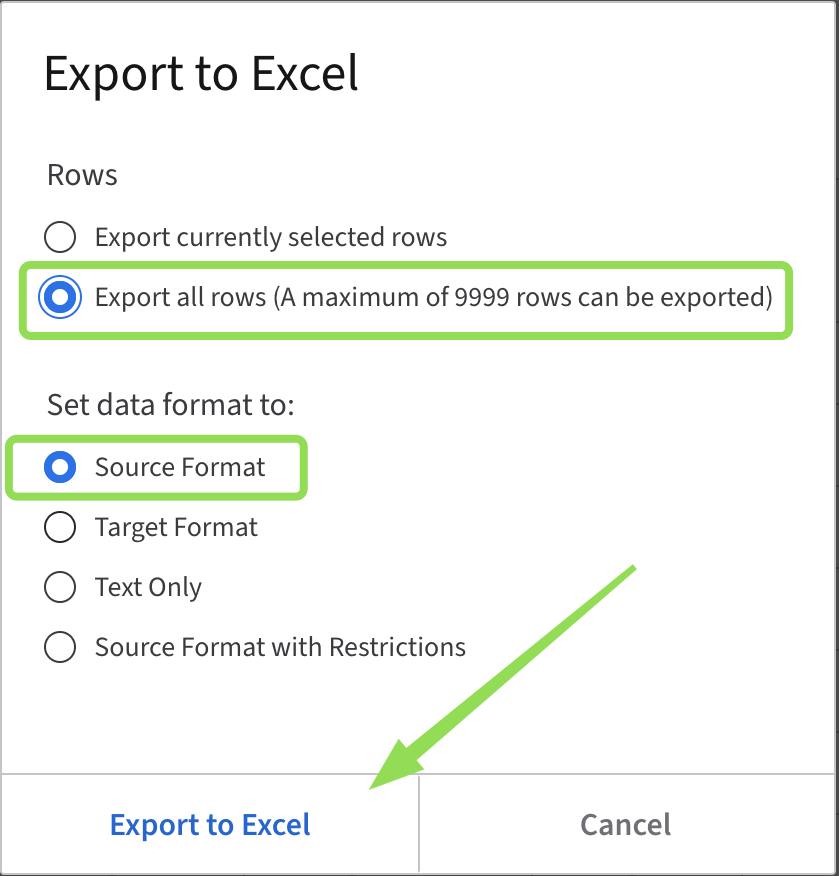 Export to Excel
Rows
Export currently selected rows
Export all rows (A maximum of 9999 rows can be exported)
Set data format to:
Source Format
Target Format
Text Only
Source Format with Restrictions
Export to Excel
Cancel